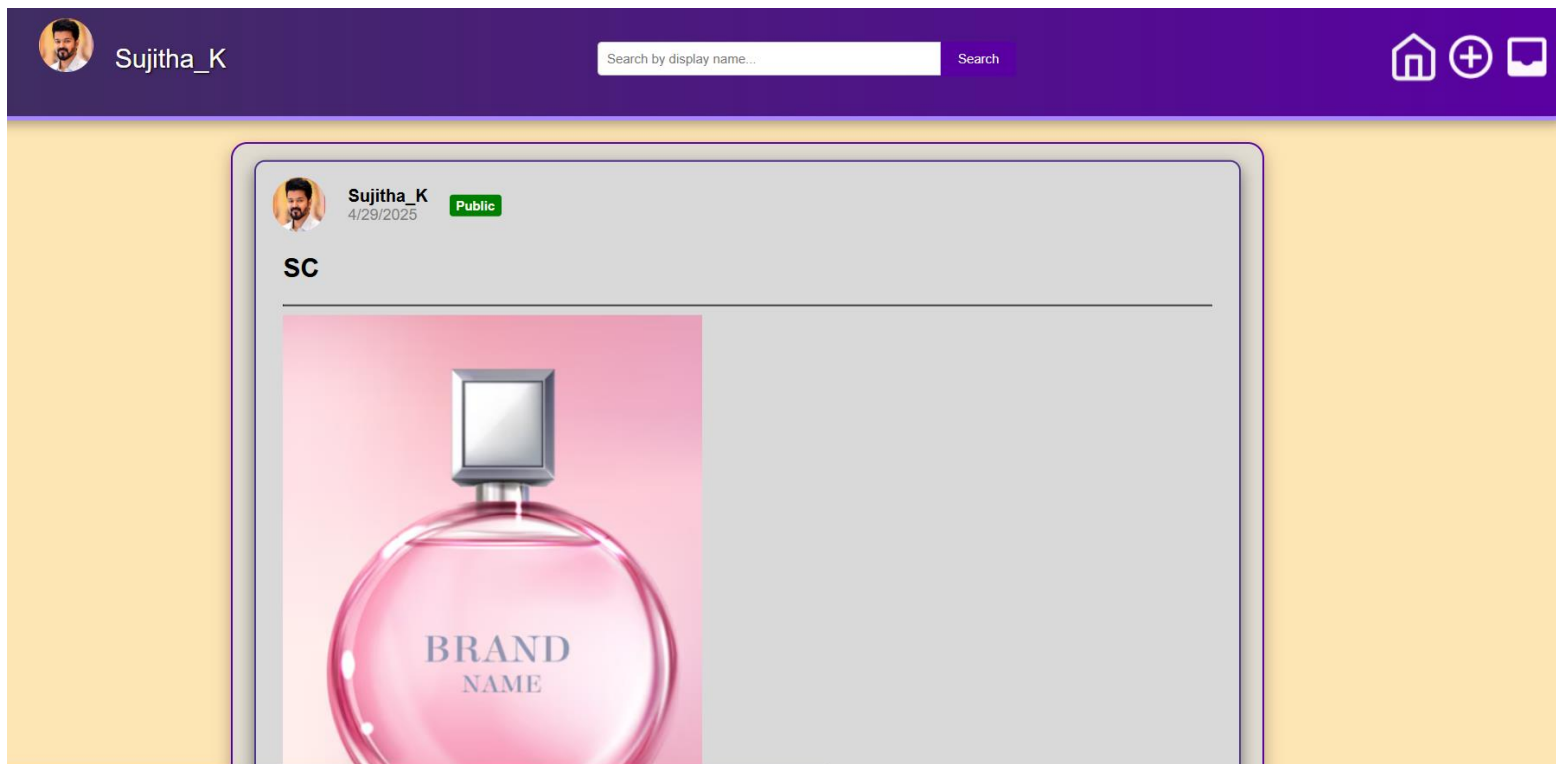 Sujitha_K
Search by display name...
Search
Sujitha_K
4/29/2025
Public
SC
BRAND
NAME